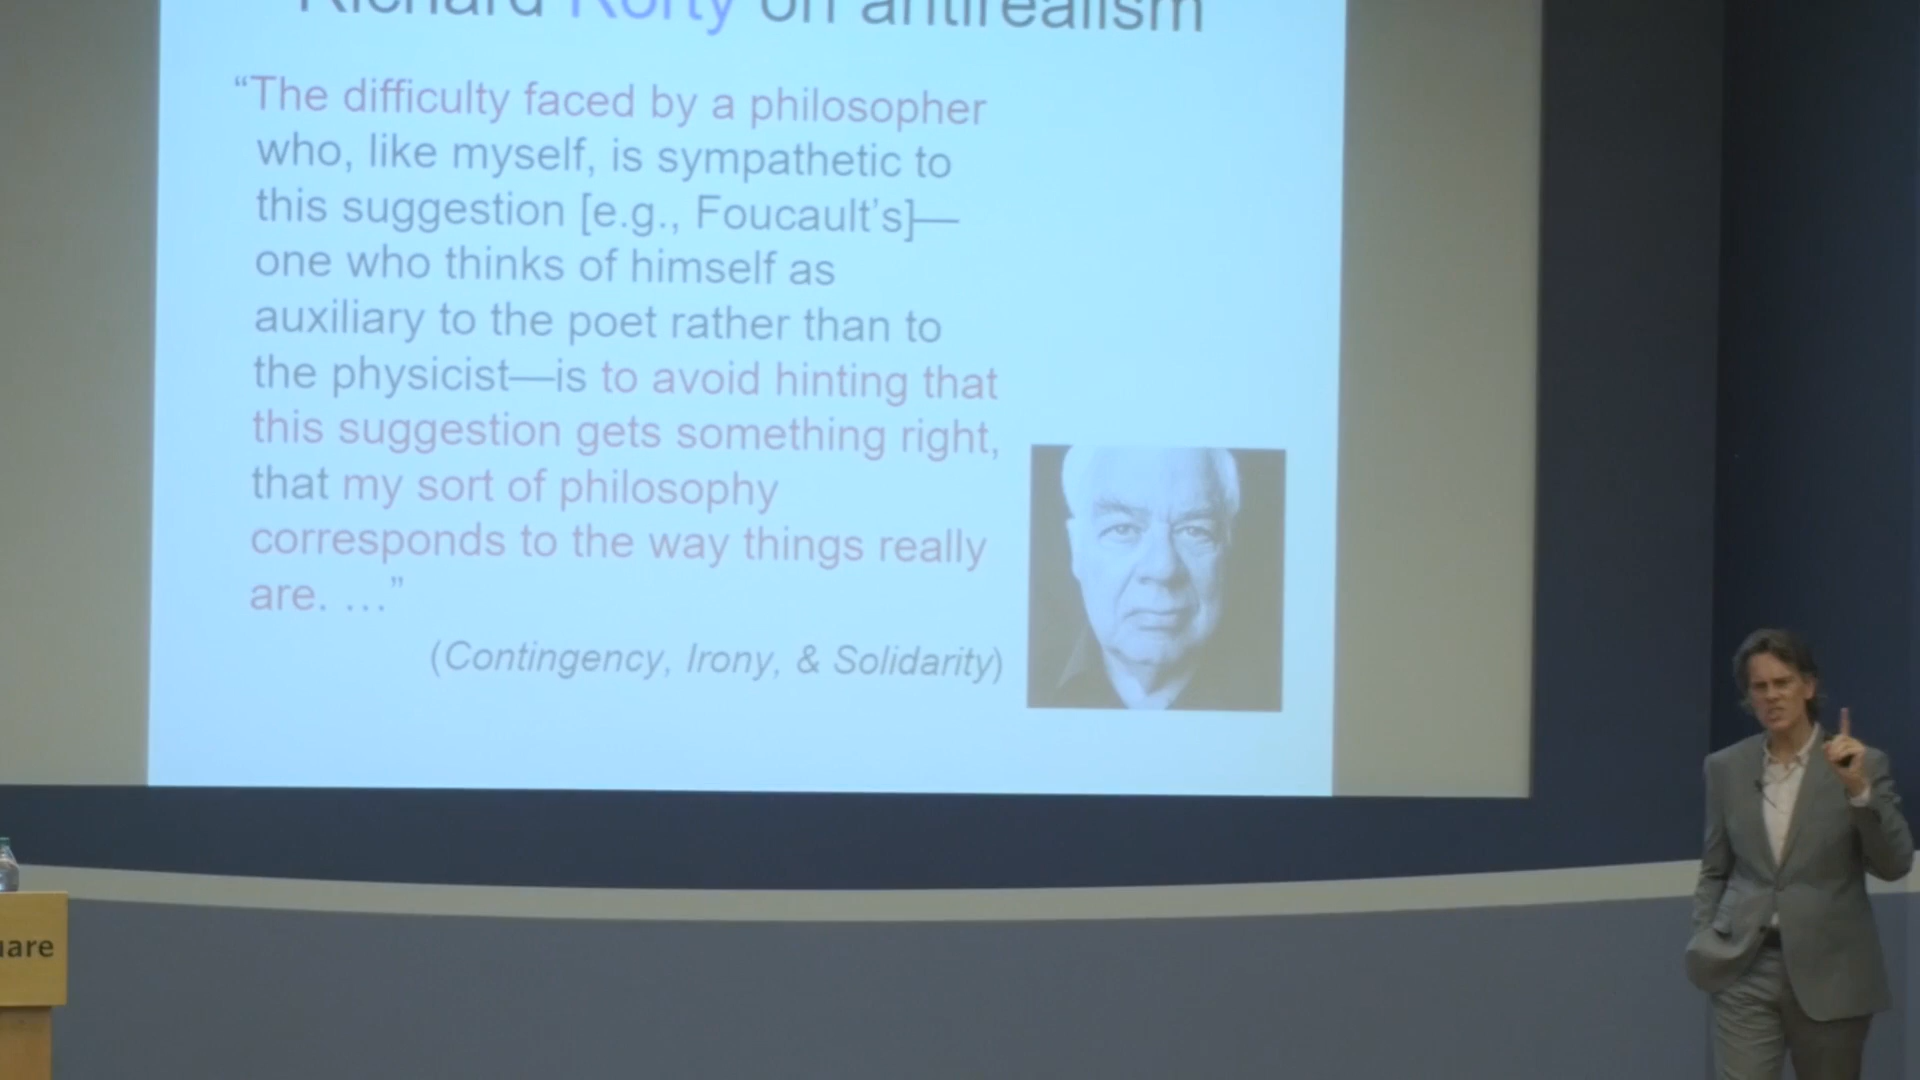 Richard Rorty on antirealism
“The difficulty faced by a philosopher
who, like myself, is sympathetic to
this suggestion [e.g., Foucault’s]—
one who thinks of himself as
auxiliary to the poet rather than to
the physicist—is to avoid hinting that
this suggestion gets something right,
that my sort of philosophy
corresponds to the way things really
are. …”
(Contingency, Irony, & Solidarity)
uare